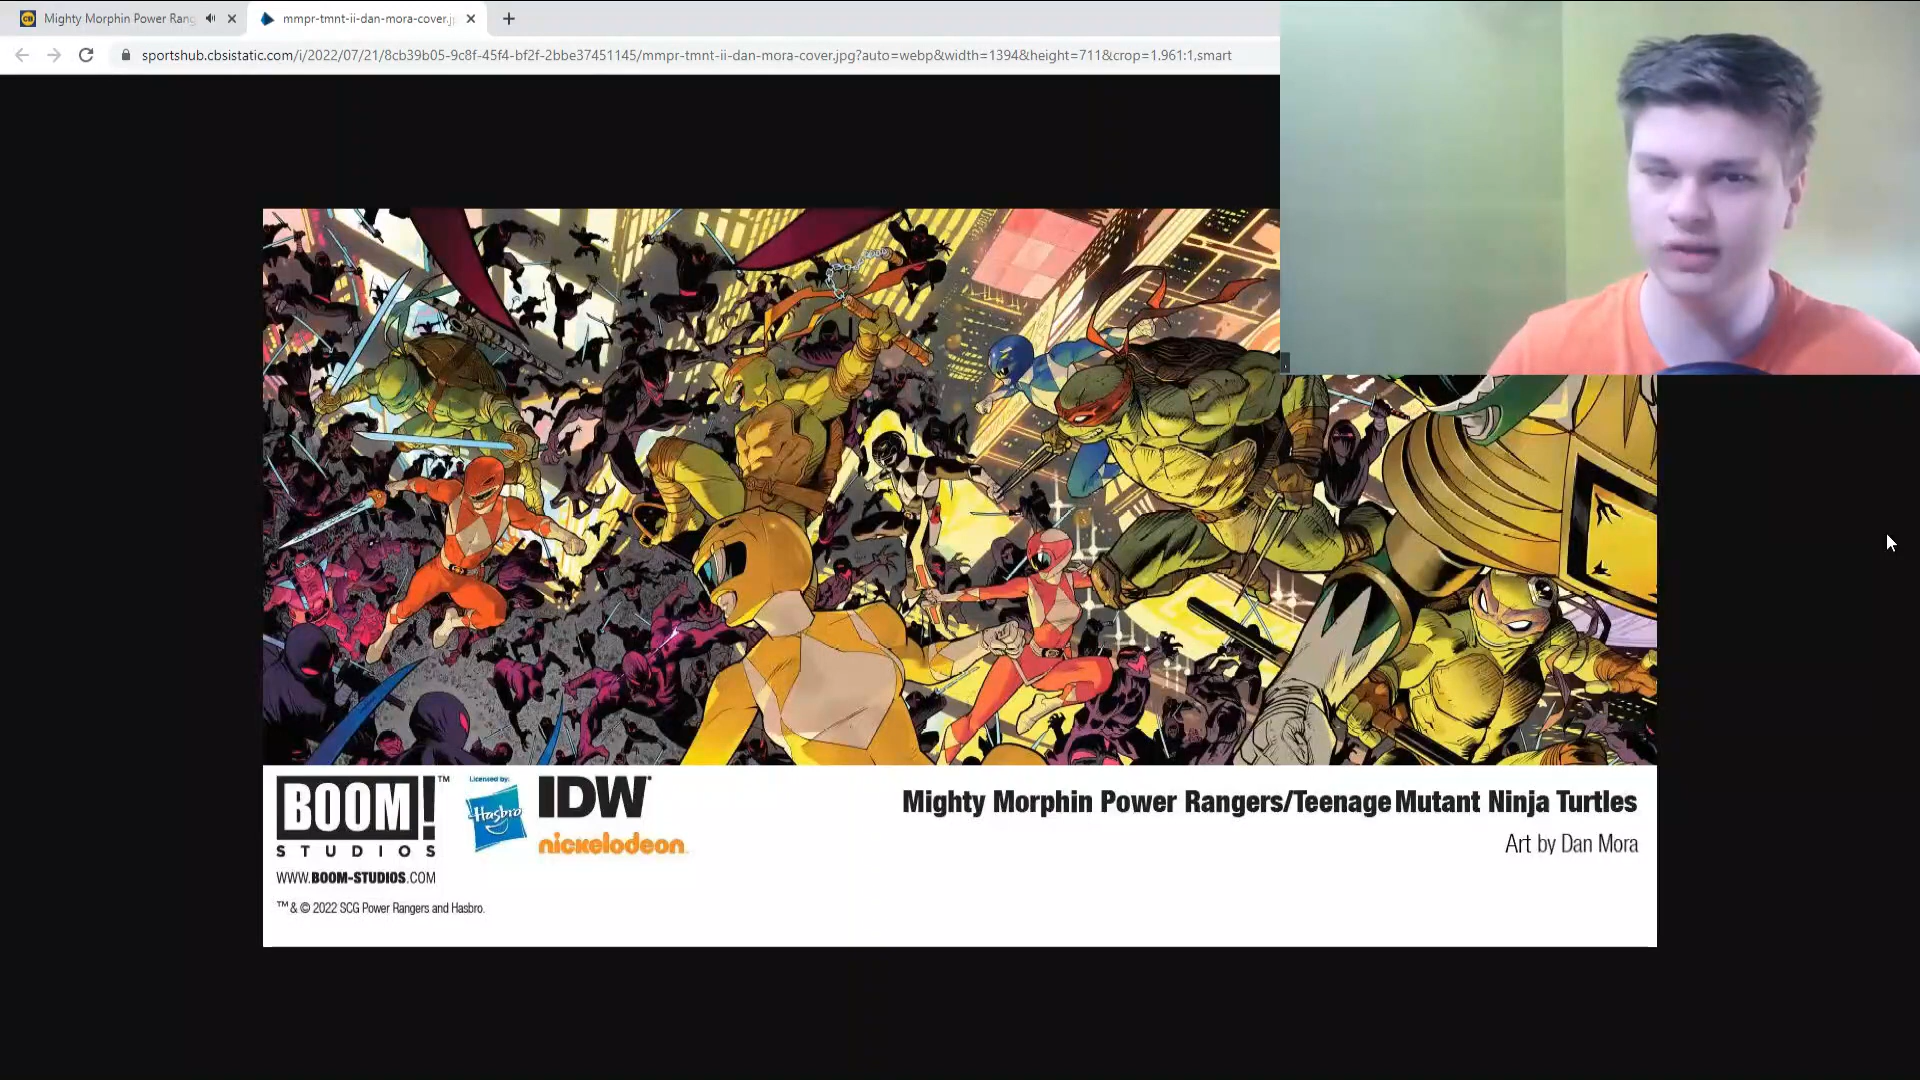 Mighty Morphin Power Rang
mmpr-tmnt-ii-dan-mora-cover.j
sportshub.cbsistatic.com/i/2022/07/21/8cb39b05-9c8f-45f4-bf2f-2bbe37451145/mmpr-tmnt-ii-dan-mora-cover.jpg?auto=webp&width=1394&height=711&crop=1.961:1,smart
BOOM!™
STUDIOS
WWW.BOOM-STUDIOS.COM
™ & © 2022 SCG Power Rangers and Hasbro.
Licensed by:
Hasbro
IDW
nickelodeon
Mighty Morphin Power Rangers/Teenage Mutant Ninja Turtles
Art by Dan Mora